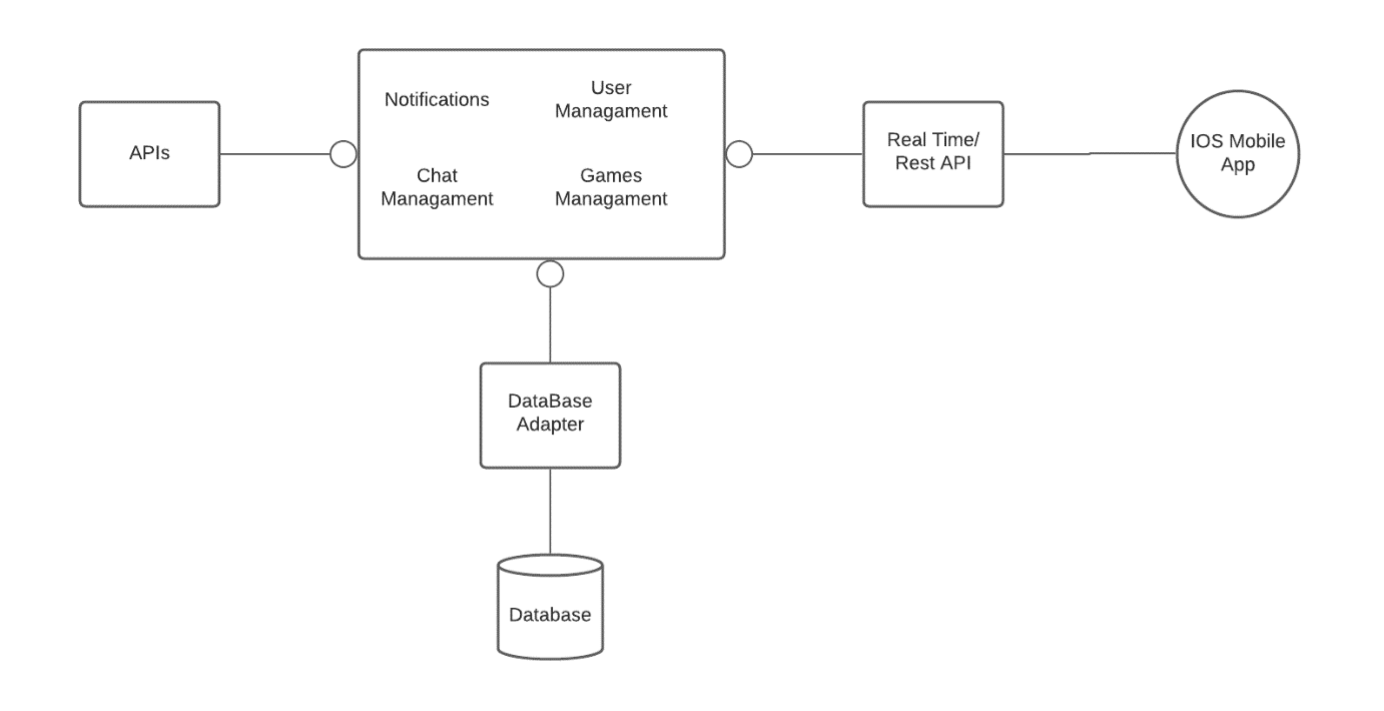 APIs
Notifications
User
Managament
Chat
Managament
Games
Managament
Real Time/
Rest API
IOS Mobile
App
DataBase
Adapter
Database